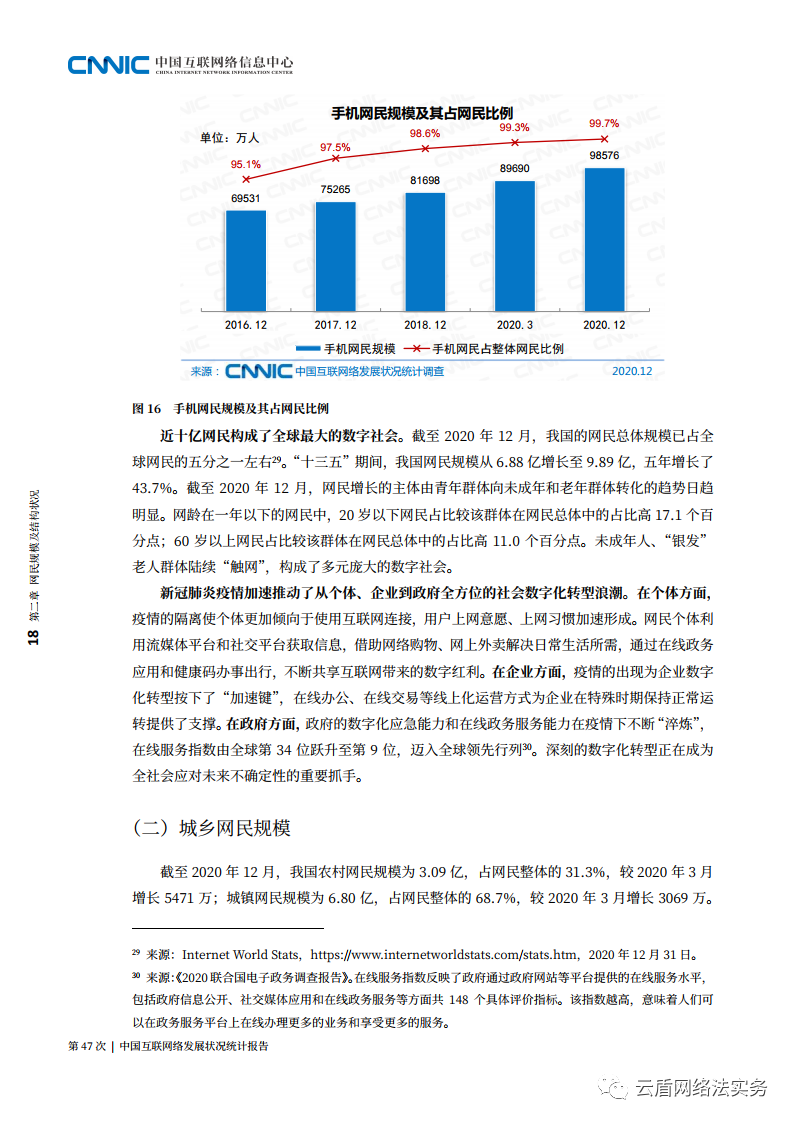 CNNIC 中国互联网络信息中心
CHINA INTERNET NETWORK INFORMATION CENTER
手机网民规模及其占网民比例
单位：万人
95.1% 97.5% 98.6% 99.3% 99.7%
69531 75265 81698 89690 98576
2016.12 2017.12 2018.12 2020.3 2020.12
手机网民规模 手机网民占整体网民比例
来源：CNNIC 中国互联网络发展状况统计调查 2020.12
图 16 手机网民规模及其占网民比例
近十亿网民构成了全球最大的数字社会。截至 2020 年 12 月，我国的网民总体规模已占全
球网民的五分之一左右29。“十三五”期间，我国网民规模从 6.88 亿增长至 9.89 亿，五年增长了
43.7%。截至 2020 年 12 月，网民增长的主体由青年群体向未成年和老年群体转化的趋势日趋
明显。网龄在一年以下的网民中，20 岁以下网民占比较该群体在网民总体中的占比高 17.1 个百
分点；60 岁以上网民占比较该群体在网民总体中的占比高 11.0 个百分点。未成年人、“银发”
老人群体陆续“触网”，构成了多元庞大的数字社会。
新冠肺炎疫情加速推动了从个体、企业到政府全方位的社会数字化转型浪潮。在个体方面，
疫情的隔离使个体更加倾向于使用互联网连接，用户上网意愿、上网习惯加速形成。网民个体利
用流媒体平台和社交平台获取信息，借助网络购物、网上外卖解决日常生活所需，通过在线政务
应用和健康码办事出行，不断共享互联网带来的数字红利。在企业方面，疫情的出现为企业数字
化转型按下了“加速键”，在线办公、在线交易等线上化运营方式为企业在特殊时期保持正常运
转提供了支撑。在政府方面，政府的数字化应急能力和在线政务服务能力在疫情下不断“淬炼”，
在线服务指数由全球第 34 位跃升至第 9 位，迈入全球领先行列30。深刻的数字化转型正在成为
全社会应对未来不确定性的重要抓手。
（二）城乡网民规模
截至 2020 年 12 月，我国农村网民规模为 3.09 亿，占网民整体的 31.3%，较 2020 年 3 月
增长 5471 万；城镇网民规模为 6.80 亿，占网民整体的 68.7%，较 2020 年 3 月增长 3069 万。
29 来源：Internet World Stats，https://www.internetworldstats.com/stats.htm，2020 年 12 月 31 日。
30 来源：《2020 联合国电子政务调查报告》。在线服务指数反映了政府通过政府网站等平台提供的在线服务水平，
包括政府信息公开、社交媒体应用和在线政务服务等方面共 148 个具体评价指标。该指数越高，意味着人们可
以在政务服务平台上在线办理更多的业务和享受更多的服务。
第 47 次 | 中国互联网络发展状况统计报告
18 第二章 网民规模及结构状况
云盾网络法实务